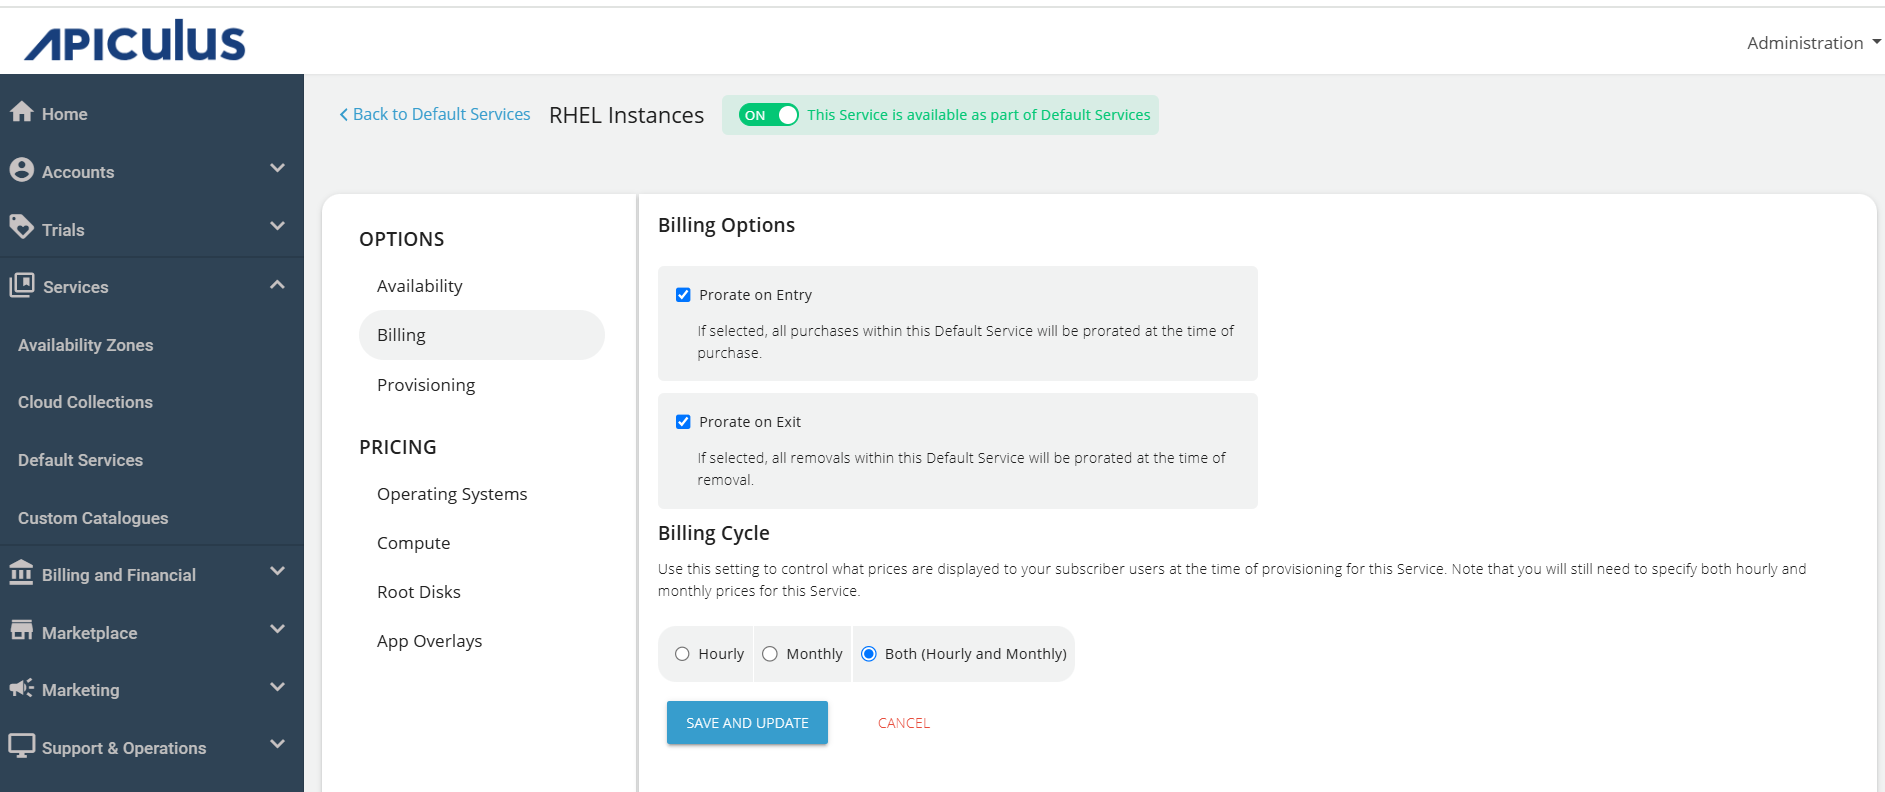 APICULUS
Administration
Home
Accounts
Trials
Services
Availability Zones
Cloud Collections
Default Services
Custom Catalogues
Billing and Financial
Marketplace
Marketing
Support & Operations
Back to Default Services
RHEL Instances
ON
This Service is available as part of Default Services
OPTIONS
Availability
Billing
Provisioning
PRICING
Operating Systems
Compute
Root Disks
App Overlays
Billing Options
Prorate on Entry
If selected, all purchases within this Default Service will be prorated at the time of
purchase.
Prorate on Exit
If selected, all removals within this Default Service will be prorated at the time of
removal.
Billing Cycle
Use this setting to control what prices are displayed to your subscriber users at the time of provisioning for this Service. Note that you will still need to specify both hourly and
monthly prices for this Service.
Hourly
Monthly
Both (Hourly and Monthly)
SAVE AND UPDATE
CANCEL